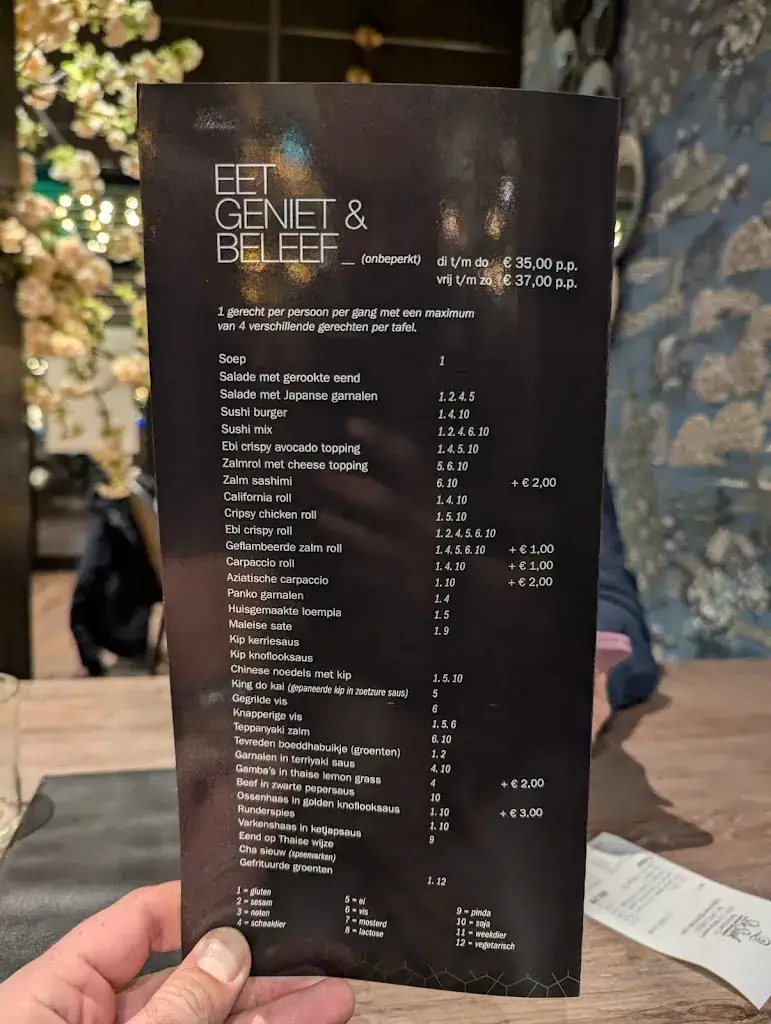 EET
GENIET &
BELEEF_ (onbeperkt) di t/m do € 35,00 p.p.
vrij t/m zo € 37,00 p.p.
1 gerecht per persoon per gang met een maximum
van 4 verschillende gerechten per tafel.
Soep 1
Salade met gerookte eend
Salade met Japanse garnalen 1. 2. 4. 5
Sushi burger 1. 4. 10
Sushi mix 1. 2. 4. 6. 10
Ebi crispy avocado topping 1. 4. 5. 10
Zalmrol met cheese topping 5. 6. 10
Zalm sashimi 6. 10 + € 2,00
California roll 1. 4. 10
Cripsy chicken roll 1. 5. 10
Ebi crispy roll 1. 2. 4. 5. 6. 10
Geflambeerde zalm roll 1. 4. 5. 6. 10 + € 1,00
Carpaccio roll 1. 4. 10 + € 1,00
Aziatische carpaccio 1. 10 + € 2,00
Panko garnalen 1. 4
Huisgemaakte loempia 1. 5
Maleise sate 1. 9
Kip kerriesaus
Kip knoflooksaus
Chinese noedels met kip 1. 5. 10
King do kai (gepaneerde kip in zoetzure saus) 5
Gegrilde vis 6
Knapperige vis 1. 5. 6
Teppanyaki zalm 6. 10
Tevreden boeddhabuikje (groenten) 1. 2
Garnalen in terriyaki saus 4. 10
Gamba's in thaise lemon grass 4 + € 2,00
Beef in zwarte pepersaus 10
Ossenhaas in golden knoflooksaus 1. 10 + € 3,00
Runderspies 1. 10
Varkenshaas in ketjapsaus 9
Eend op Thaise wijze
Cha sieuw (speenvarken)
Gefrituurde groenten 1. 12
1 = gluten
2 = sesam
3 = noten
4 = schaaldier
5 = ei
6 = vis
7 = mosterd
8 = lactose
9 = pinda
10 = soja
11 = weekdier
12 = vegetarisch